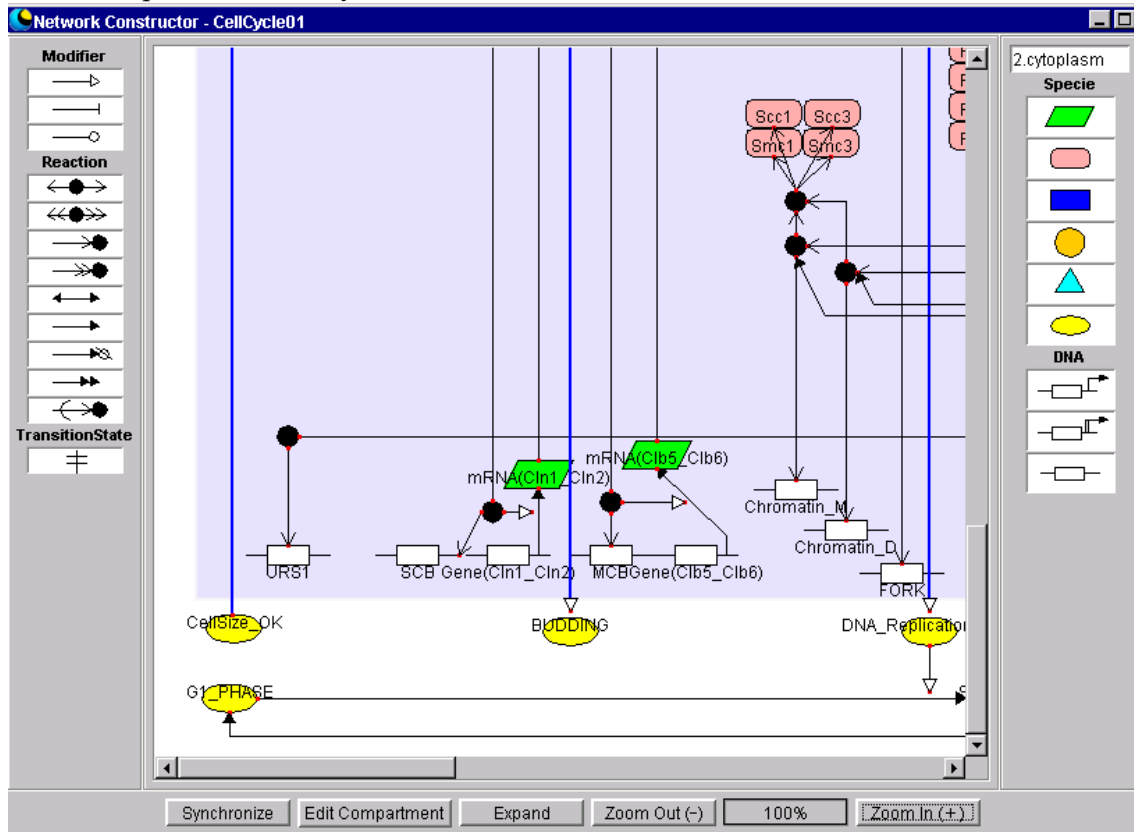 Network Constructor - CellCycle01
Modifier
Reaction
TransitionState
Scc1 Scc3
Smc1 Smc3
mRNA(Cln1_Cln2)
mRNA(Clb5_Clb6)
Chromatin_M
Chromatin_D
URS1
SCB Gene(Cln1_Cln2)
MCBGene(Clb5_Clb6)
FORK
CellSize_OK
BUDDING
DNA_Replication
G1_PHASE
2.cytoplasm
Specie
DNA
Synchronize Edit Compartment Expand Zoom Out (-) 100% Zoom In (+)